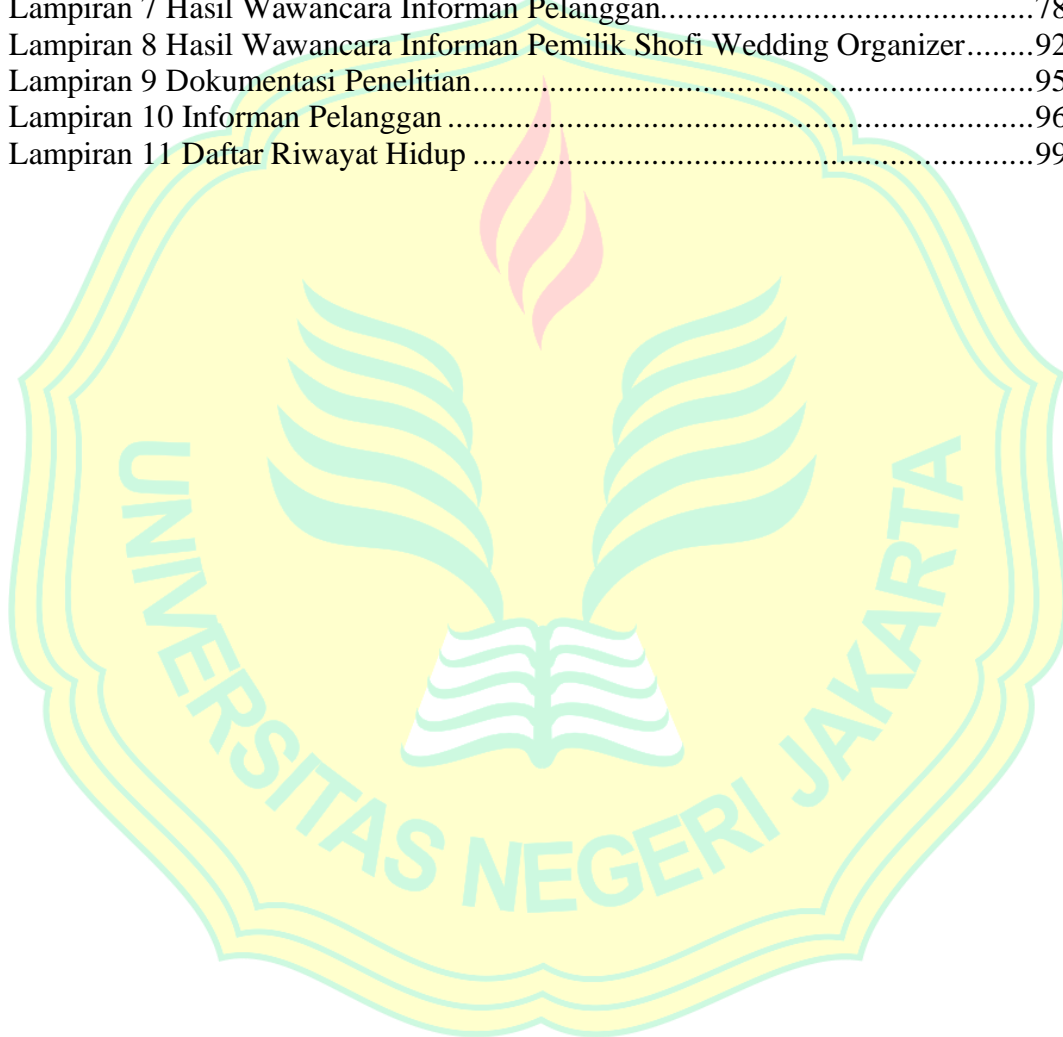 Lampiran 7 Hasil Wawancara Informan Pelanggan....................................................78
Lampiran 8 Hasil Wawancara Informan Pemilik Shofi Wedding Organizer........92
Lampiran 9 Dokumentasi Penelitian......................................................................95
Lampiran 10 Informan Pelanggan .........................................................................96
Lampiran 11 Daftar Riwayat Hidup ......................................................................99
UNIVERSITAS NEGERI JAKARTA